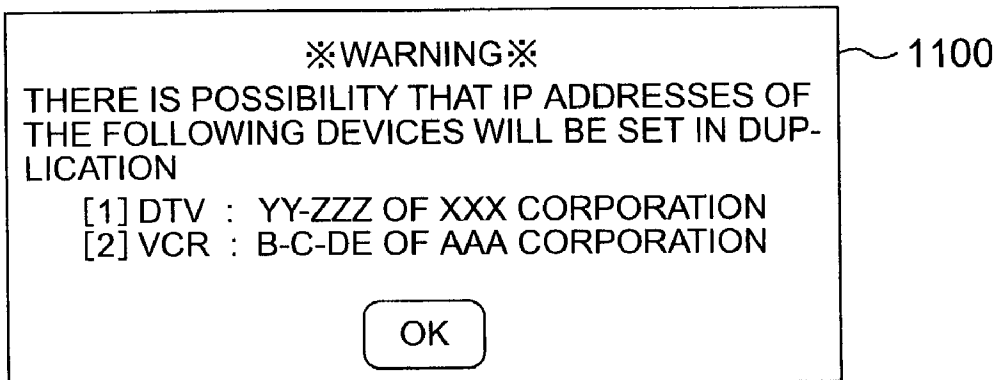 ※WARNING※
1100
THERE IS POSSIBILITY THAT IP ADDRESSES OF
THE FOLLOWING DEVICES WILL BE SET IN DUP-
LICATION
[1] DTV : YY-ZZZ OF XXX CORPORATION
[2] VCR : B-C-DE OF AAA CORPORATION
OK